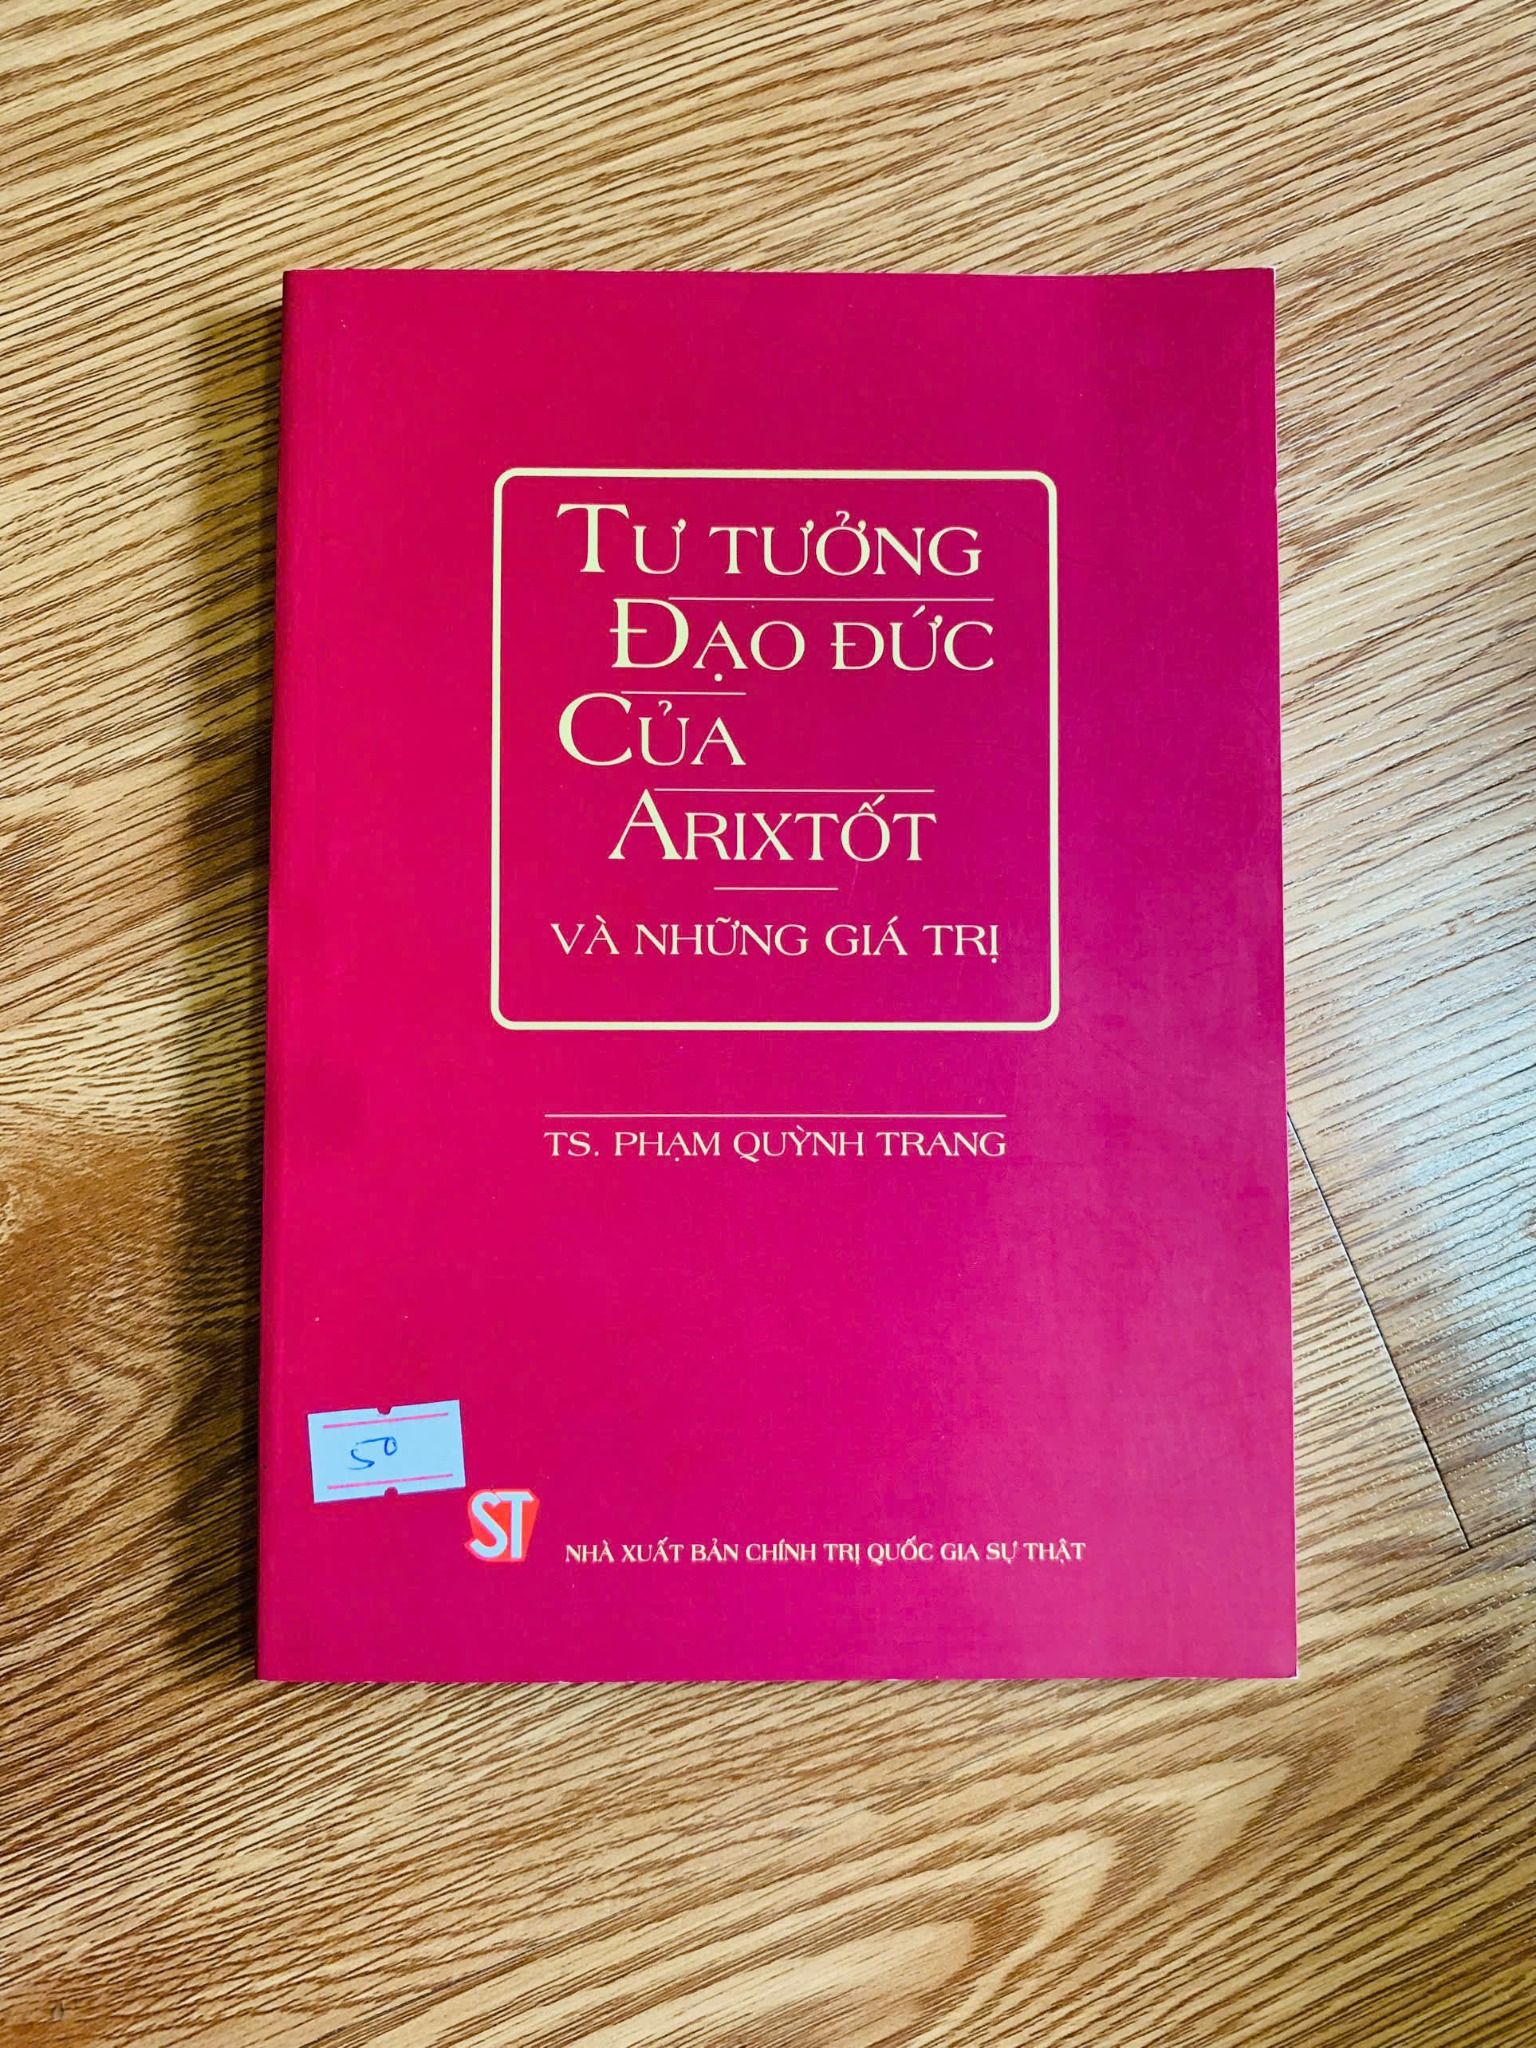 TƯ TƯỞNG
ĐẠO ĐỨC
CỦA
ARIXTỐT
VÀ NHỮNG GIÁ TRỊ
TS. PHẠM QUỲNH TRANG
50
ST
NHÀ XUẤT BẢN CHÍNH TRỊ QUỐC GIA SỰ THẬT